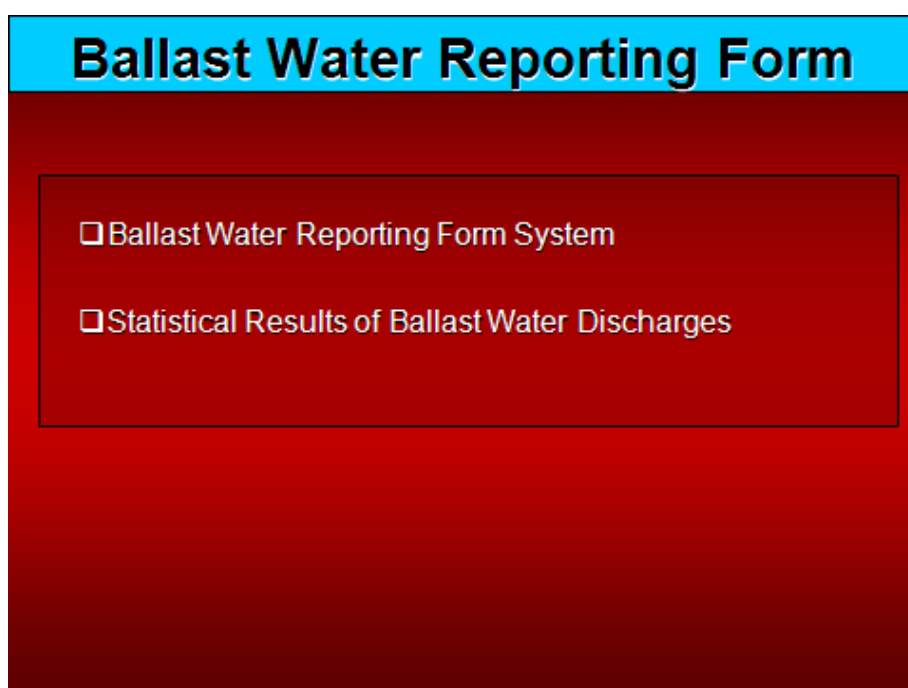 Ballast Water Reporting Form
❑Ballast Water Reporting Form System
❑Statistical Results of Ballast Water Discharges